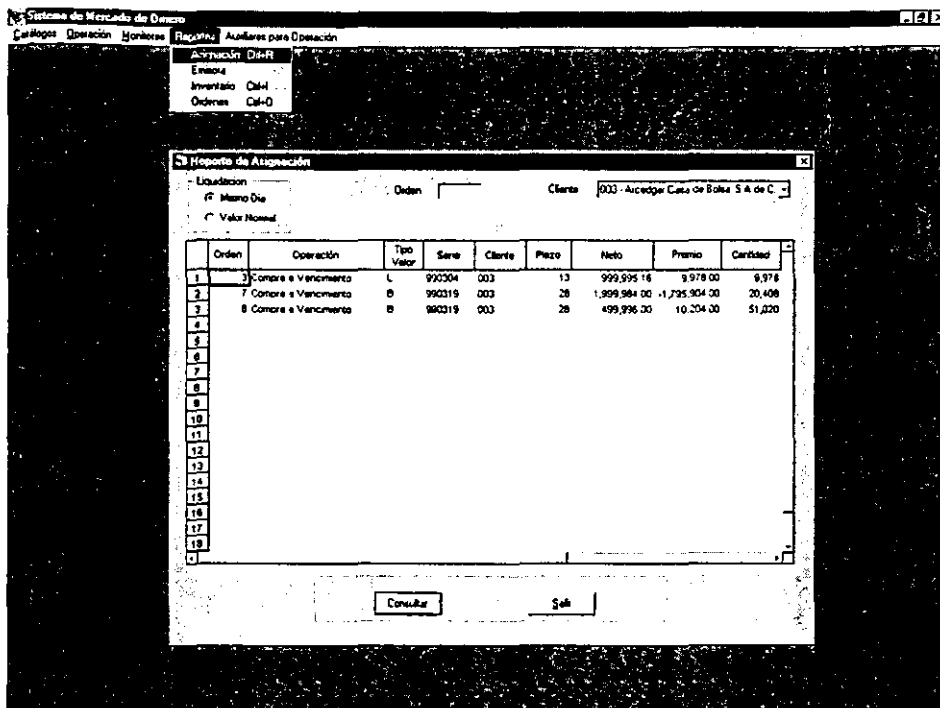 Sistema de Mercado de Dinero
Catálogos Operación Monitoreo Reportes Auxiliares para Operación
Asignación Ctrl+R
Emisora
Inventario Ctrl+I
Ordenes Ctrl+O
Reporte de Asignación
Liquidacion
Mismo Dia
Valor Normal
Orden
Cliente 003 - Arcedgar Casa de Bolsa S A de C.
Orden Operación Tipo Valor Serie Cliente Plazo Neto Premio Cantidad
1 3 Compra a Vencimiento L 990304 003 13 999,995.16 9,978.00 9,978
2 7 Compra a Vencimiento B 990319 003 28 1,999,984.00 -1,795,904.00 20,408
3 8 Compra a Vencimiento B 990319 003 28 499,996.00 10,204.00 51,020
4
5
6
7
8
9
10
11
12
13
14
15
16
17
18
Consultar Salir